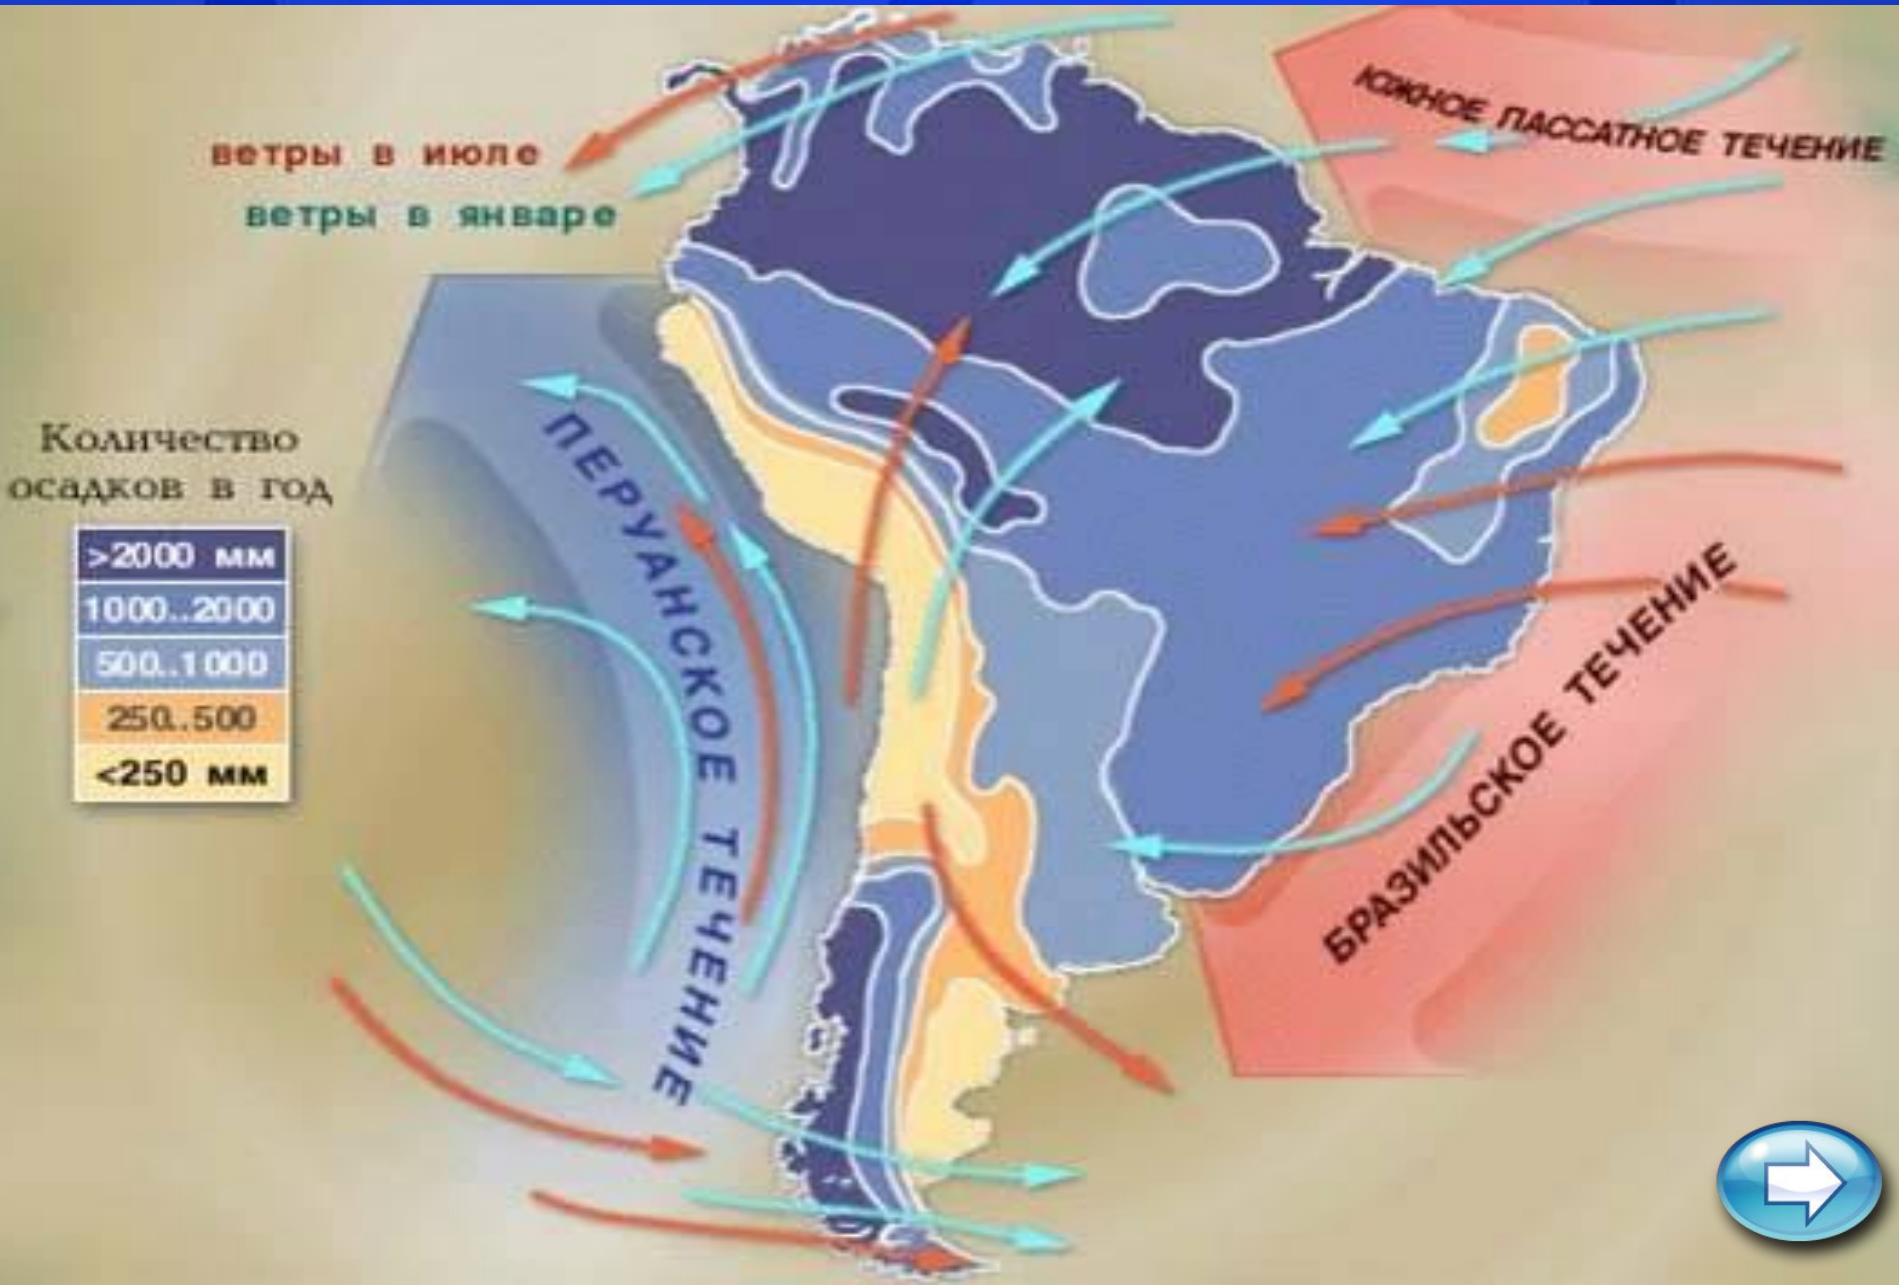 ЮЖНОЕ ПАССАТНОЕ ТЕЧЕНИЕ
ветры в июле
ветры в январе
ПЕРУАНСКОЕ ТЕЧЕНИЕ
Количество
осадков в год
>2000 мм
1000..2000
500..1000
250..500
<250 мм
БРАЗИЛЬСКОЕ ТЕЧЕНИЕ